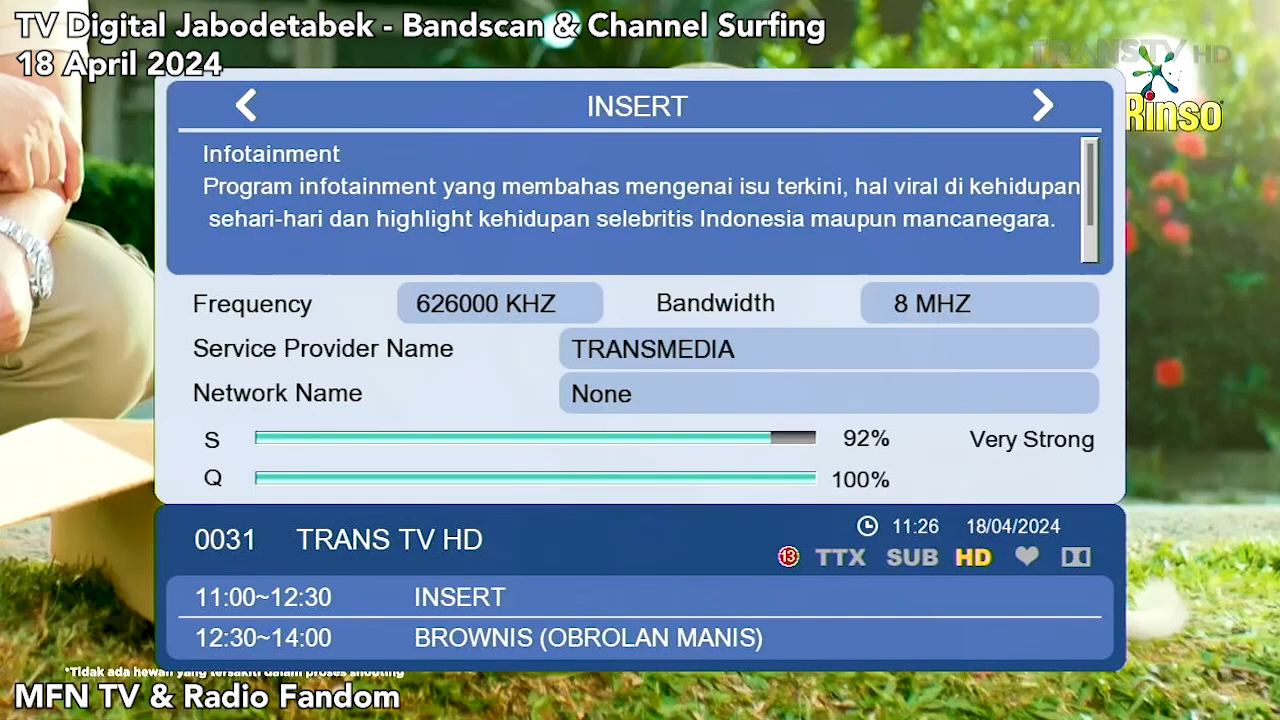 TV Digital Jabodetabek - Bandscan & Channel Surfing
18 April 2024
TRANS TV HD
Rinso
INSERT
Infotainment
Program infotainment yang membahas mengenai isu terkini, hal viral di kehidupan
sehari-hari dan highlight kehidupan selebritis Indonesia maupun mancanegara.
Frequency 626000 KHZ Bandwidth 8 MHZ
Service Provider Name TRANSMEDIA
Network Name None
S 92% Very Strong
Q 100%
0031 TRANS TV HD 11:26 18/04/2024
13 TTX SUB HD
11:00~12:30 INSERT
12:30~14:00 BROWNIS (OBROLAN MANIS)
*Tidak ada hewan yang tersakiti dalam proses shooting
MFN TV & Radio Fandom